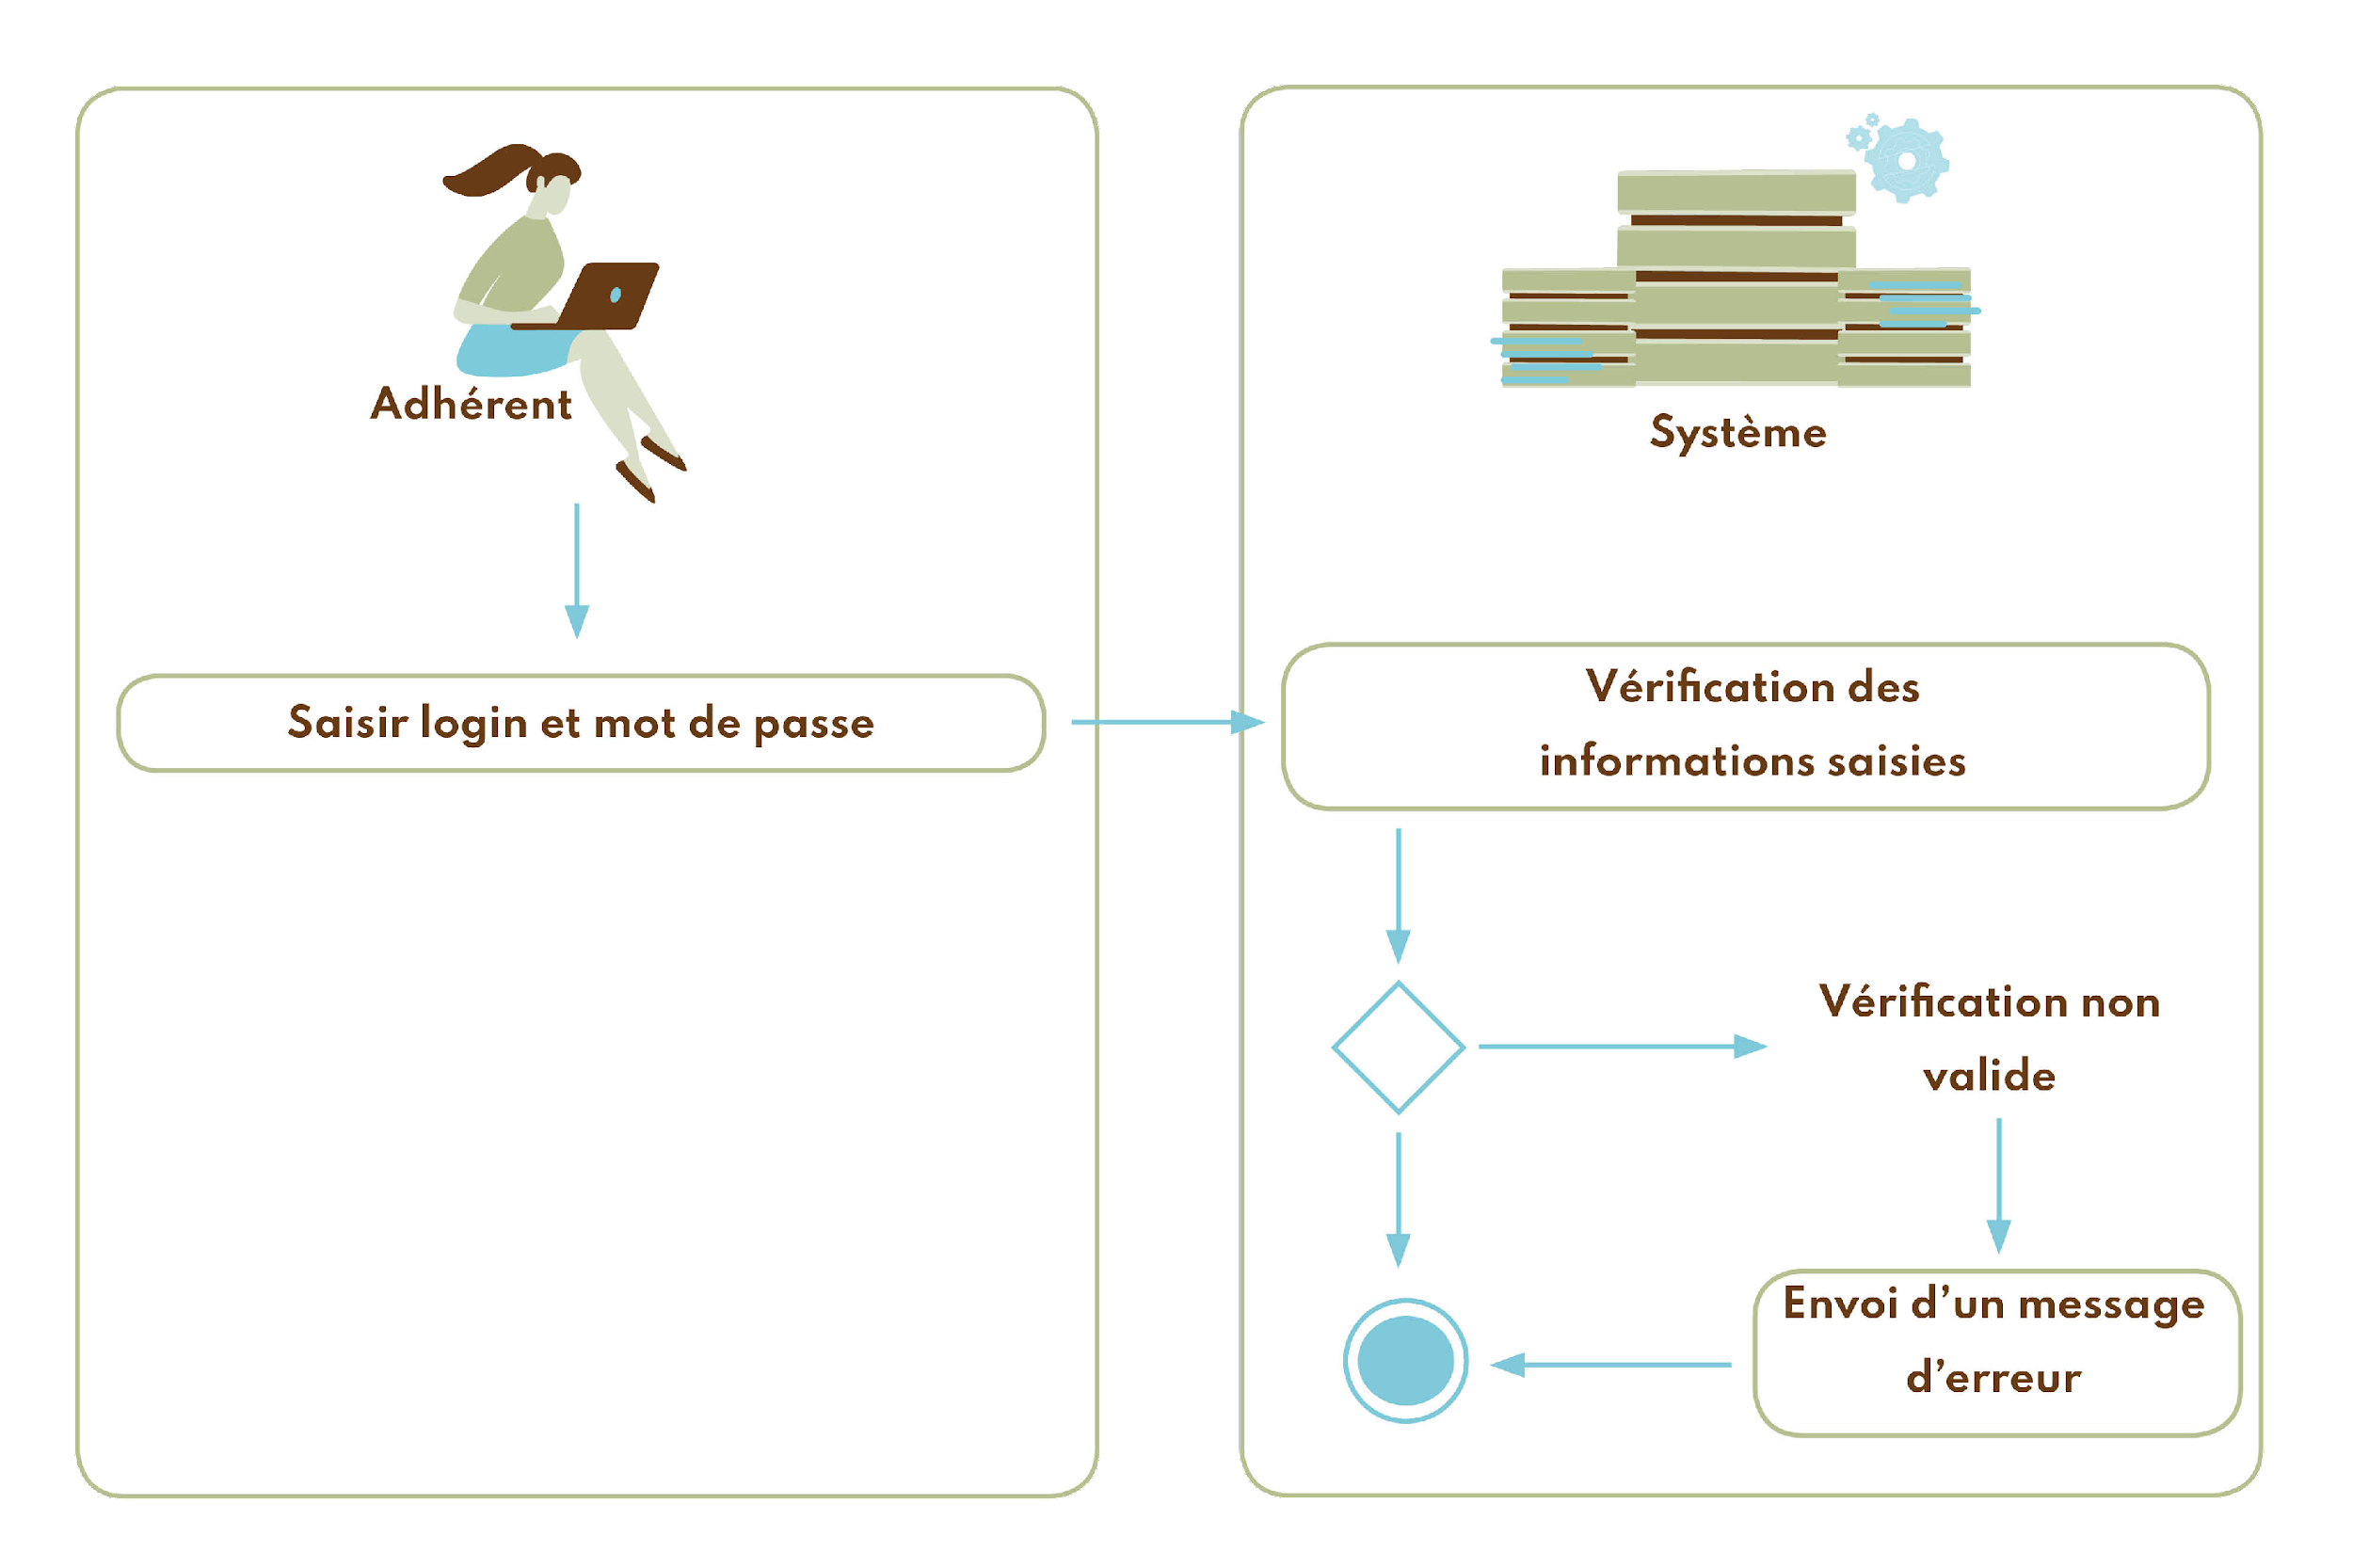 Adhérent
Système
Saisir login et mot de passe
Vérification des
informations saisies
Vérification non
valide
Envoi d’un message
d’erreur